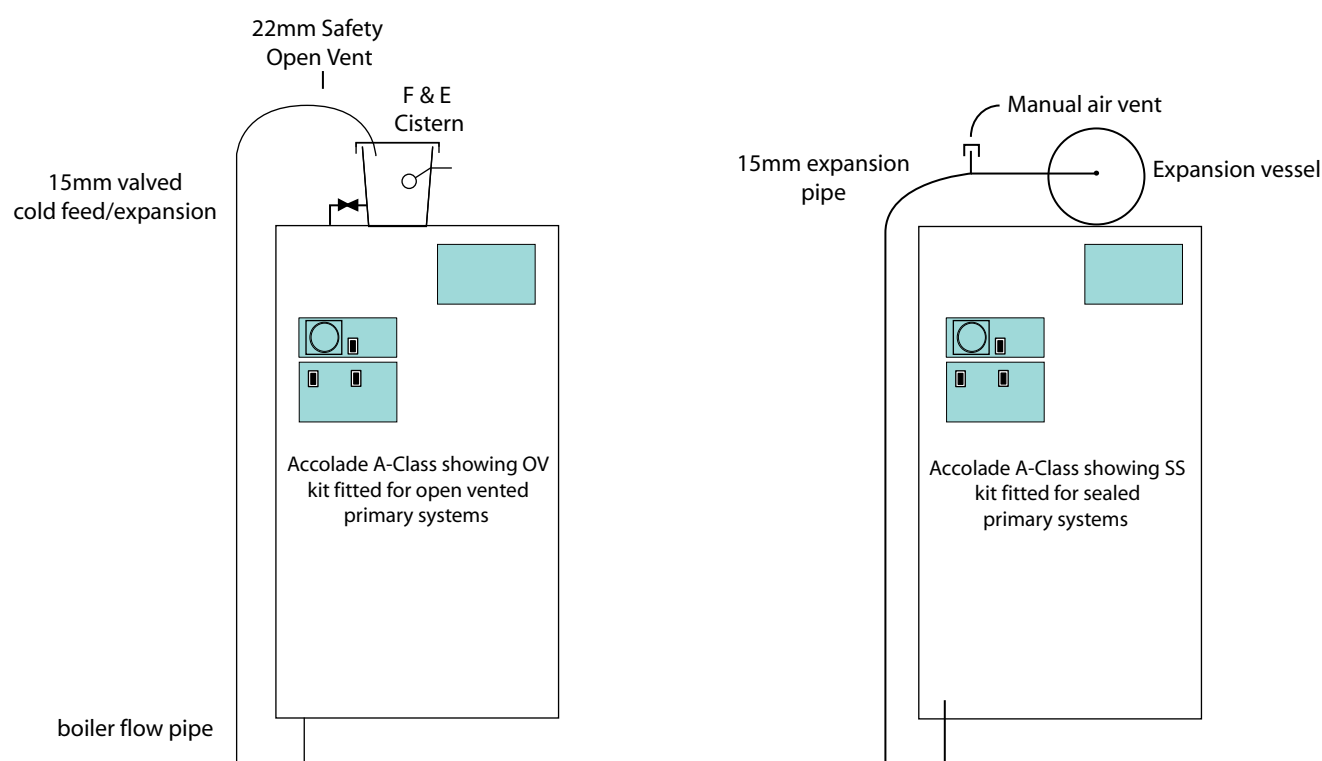 22mm Safety
Open Vent
F & E
Cistern
15mm valved
cold feed/expansion
Accolade A-Class showing OV
kit fitted for open vented
primary systems
boiler flow pipe
Manual air vent
15mm expansion
pipe
Expansion vessel
Accolade A-Class showing SS
kit fitted for sealed
primary systems